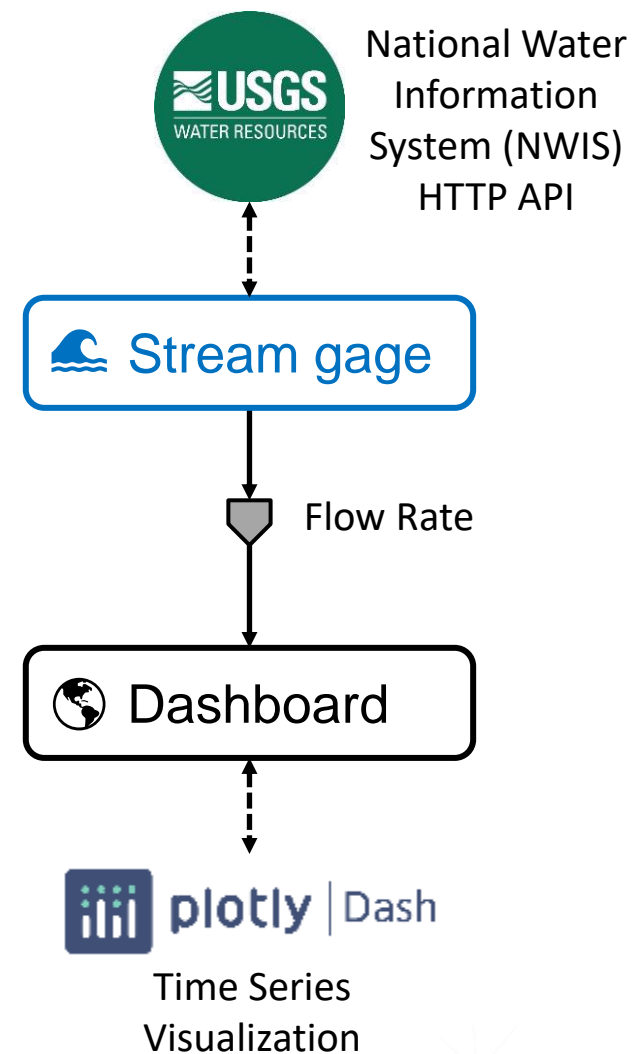 USGS
WATER RESOURCES
National Water
Information
System (NWIS)
HTTP API
Stream gage
Flow Rate
Dashboard
plotly | Dash
Time Series
Visualization